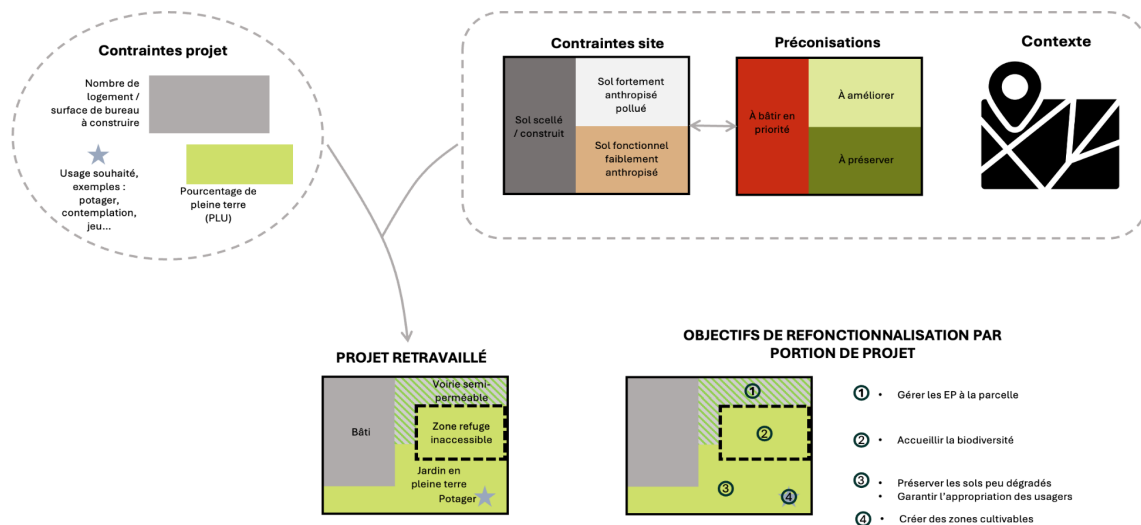 Contraintes projet
Nombre de
logement /
surface de bureau
à construire
Usage souhaité,
exemples :
potager,
contemplation,
jeu...
Pourcentage de
pleine terre
(PLU)
Contraintes site
Sol scellé
/ construit
Sol fortement
anthropisé
pollué
Sol fonctionnel
faiblement
anthropisé
Préconisations
À bâtir en
priorité
À améliorer
À préserver
Contexte
PROJET RETRAVAILLÉ
Voirie semi-
perméable
Bâti
Zone refuge
inaccessible
Jardin en
pleine terre
Potager
OBJECTIFS DE REFONCTIONNALISATION PAR
PORTION DE PROJET
1
2
3
4
1 • Gérer les EP à la parcelle
2 • Accueillir la biodiversité
3 • Préserver les sols peu dégradés
• Garantir l'appropriation des usagers
4 • Créer des zones cultivables